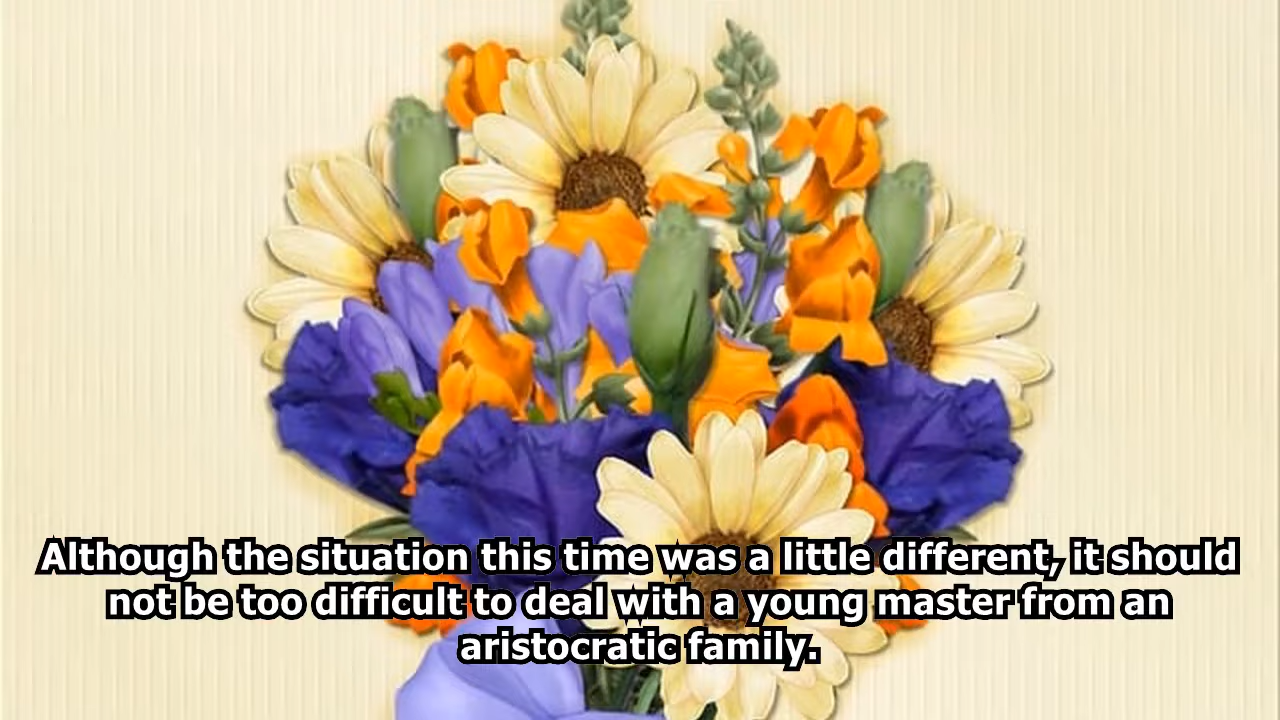 Although the situation this time was a little different, it should
not be too difficult to deal with a young master from an
aristocratic family.